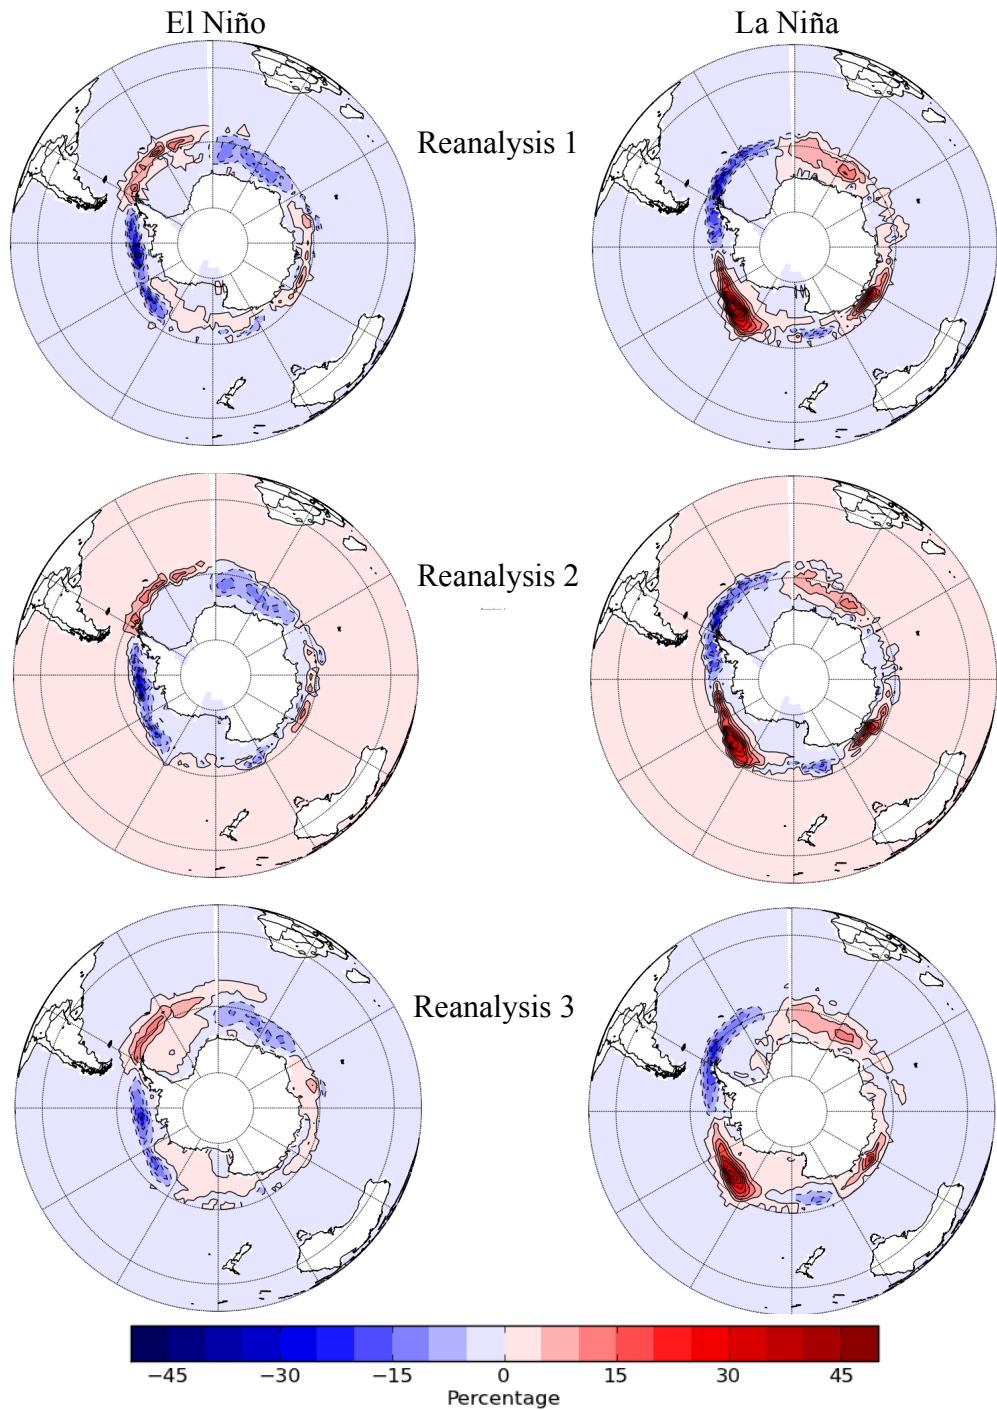 El Niño
La Niña
Reanalysis 1
Reanalysis 2
Reanalysis 3
−45 −30 −15 0 15 30 45
Percentage